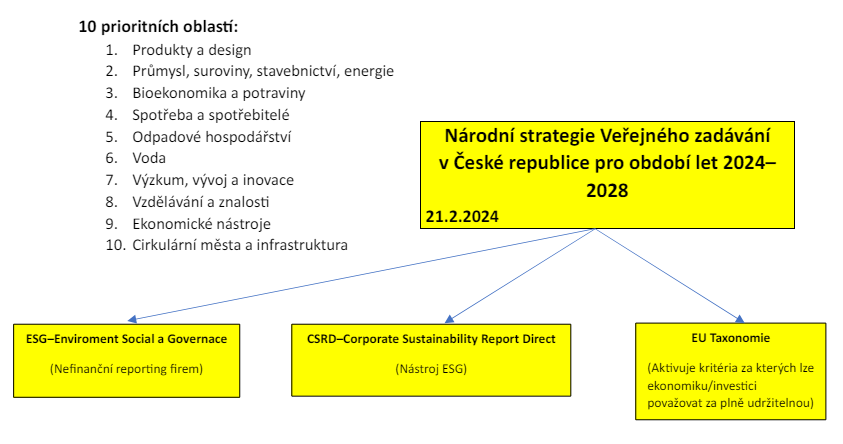 10 prioritních oblastí:
1. Produkty a design
2. Průmysl, suroviny, stavebnictví, energie
3. Bioekonomika a potraviny
4. Spotřeba a spotřebitelé
5. Odpadové hospodářství
6. Voda
7. Výzkum, vývoj a inovace
8. Vzdělávání a znalosti
9. Ekonomické nástroje
10. Cirkulární města a infrastruktura
Národní strategie Veřejného zadávání
v České republice pro období let 2024–
2028
21.2.2024
ESG–Enviroment Social a Governace
(Nefinanční reporting firem)
CSRD–Corporate Sustainability Report Direct
(Nástroj ESG)
EU Taxonomie
(Aktivuje kritéria za kterých lze
ekonomiku/investici
považovat za plně udržitelnou)